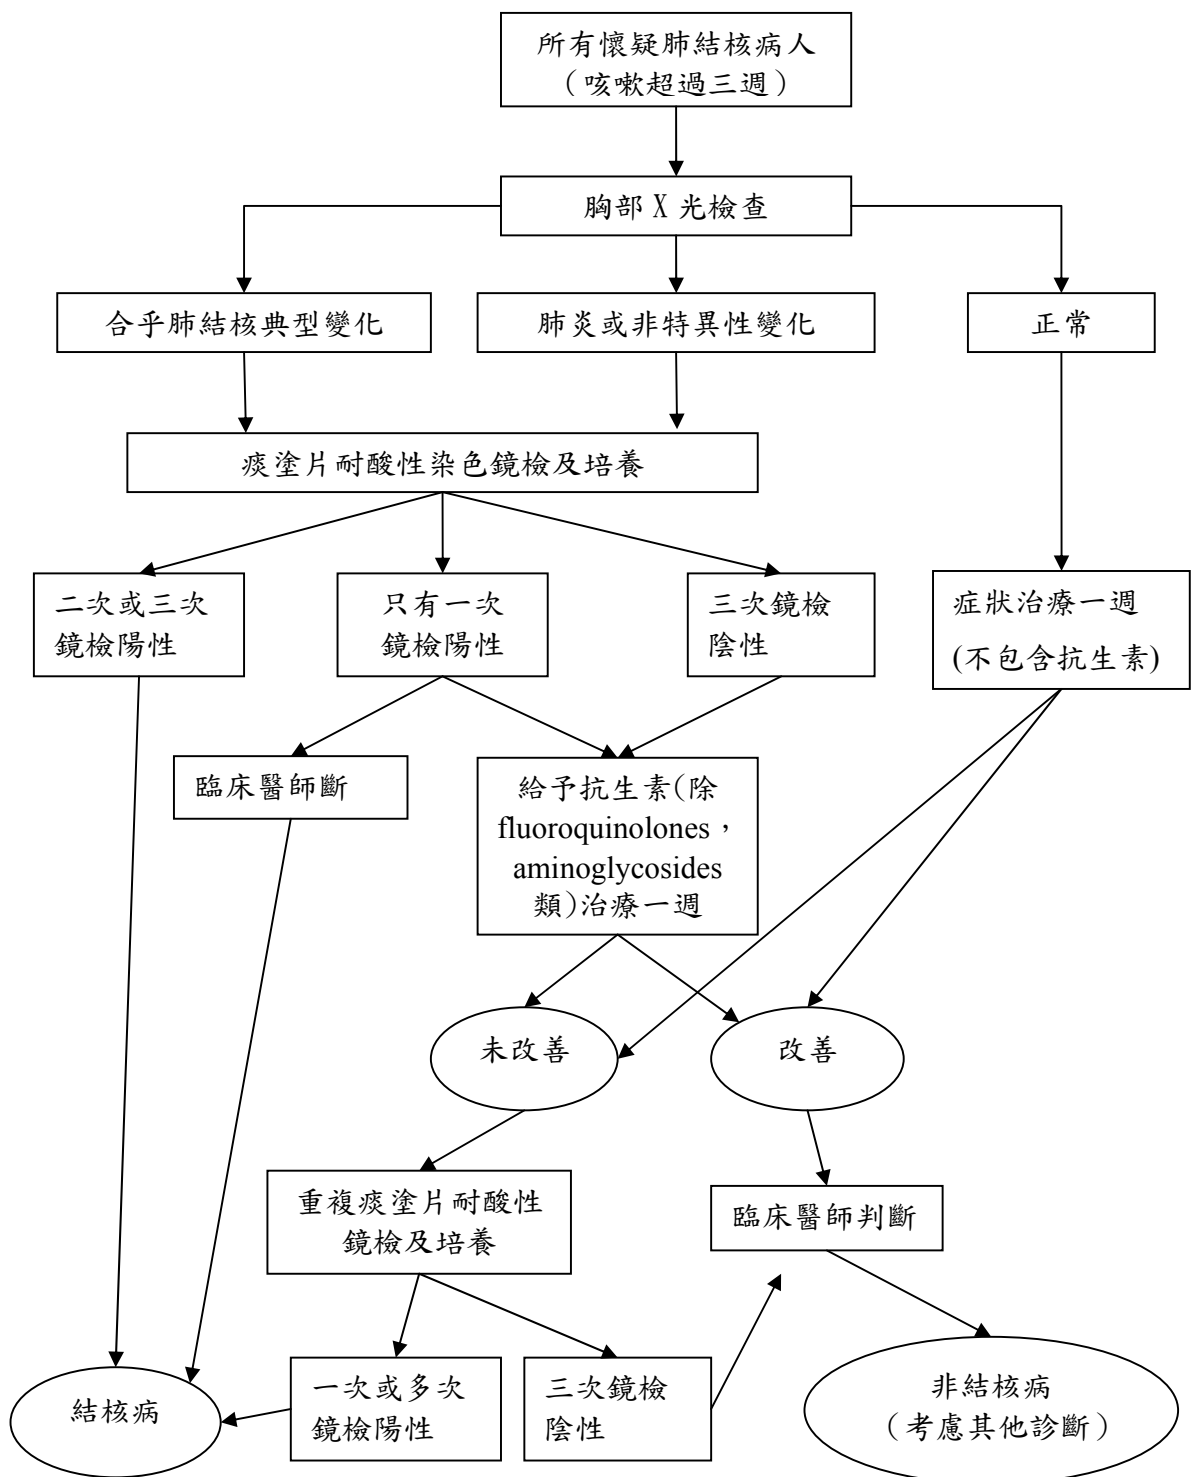 所有懷疑肺結核病人
（咳嗽超過三週）
胸部 X 光檢查
合乎肺結核典型變化
肺炎或非特異性變化
正常
痰塗片耐酸性染色鏡檢及培養
二次或三次
鏡檢陽性
只有一次
鏡檢陽性
三次鏡檢
陰性
症狀治療一週
(不包含抗生素)
臨床醫師斷
給予抗生素(除
fluoroquinolones，
aminoglycosides
類)治療一週
未改善
改善
重複痰塗片耐酸性
鏡檢及培養
臨床醫師判斷
結核病
一次或多次
鏡檢陽性
三次鏡檢
陰性
非結核病
（考慮其他診斷）